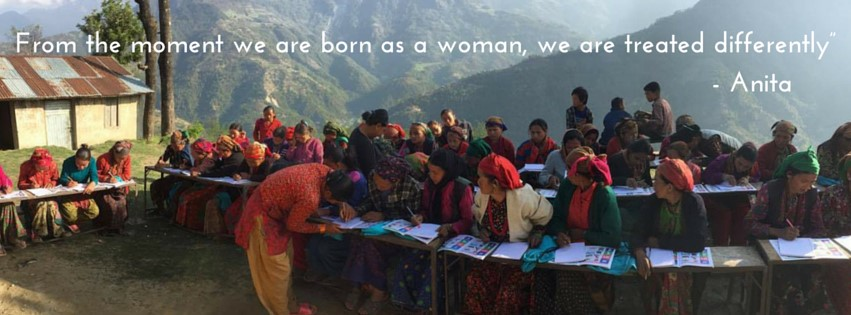 From the moment we are born as a woman, we are treated differently"
- Anita